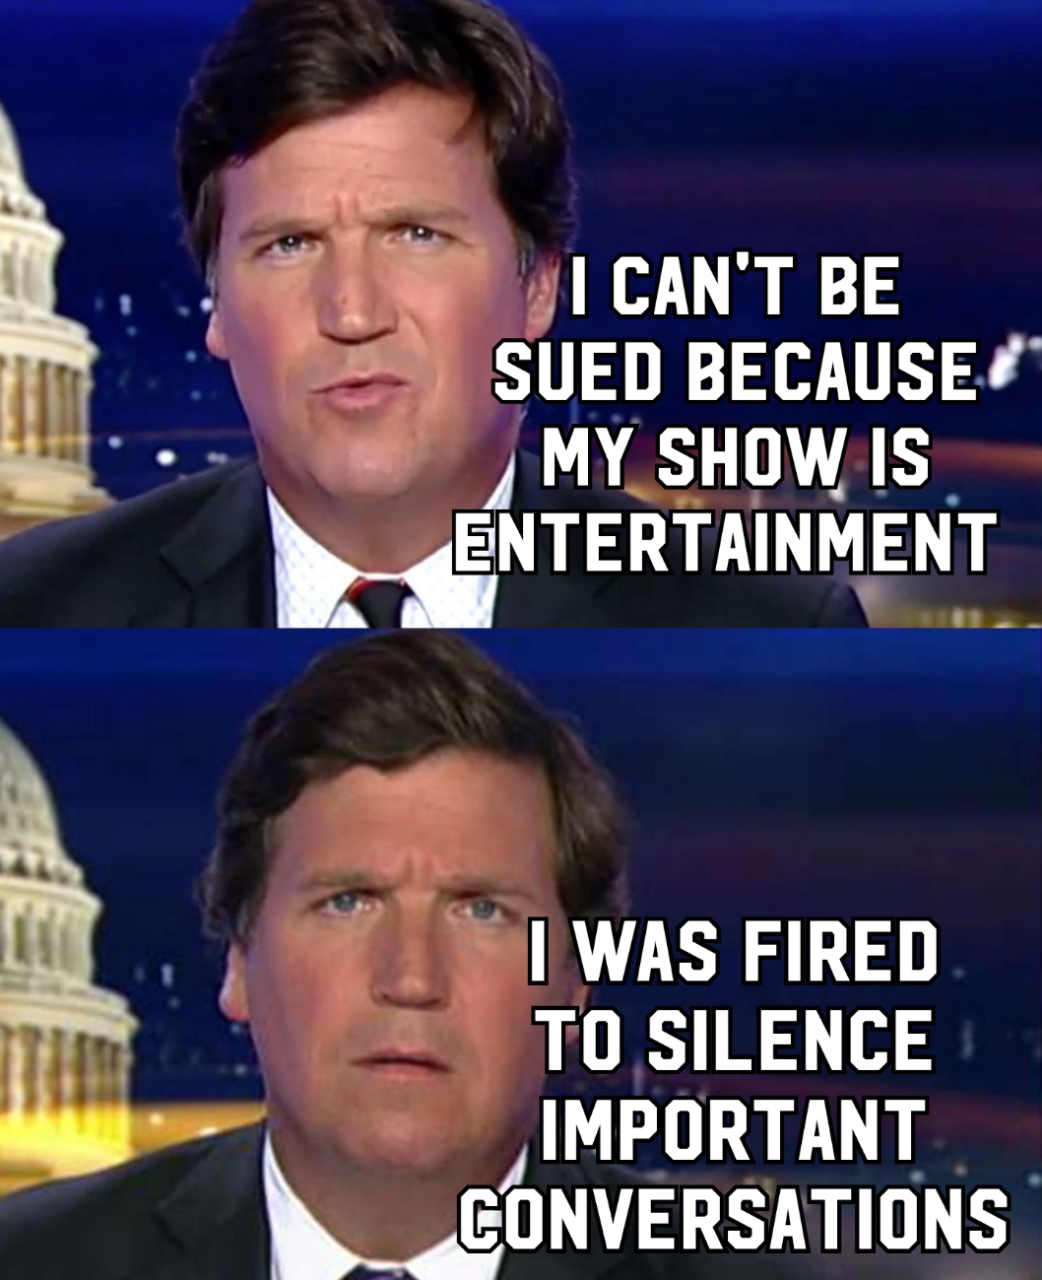 I CAN'T BE
SUED BECAUSE
MY SHOW IS
ENTERTAINMENT
I WAS FIRED
TO SILENCE
IMPORTANT
CONVERSATIONS